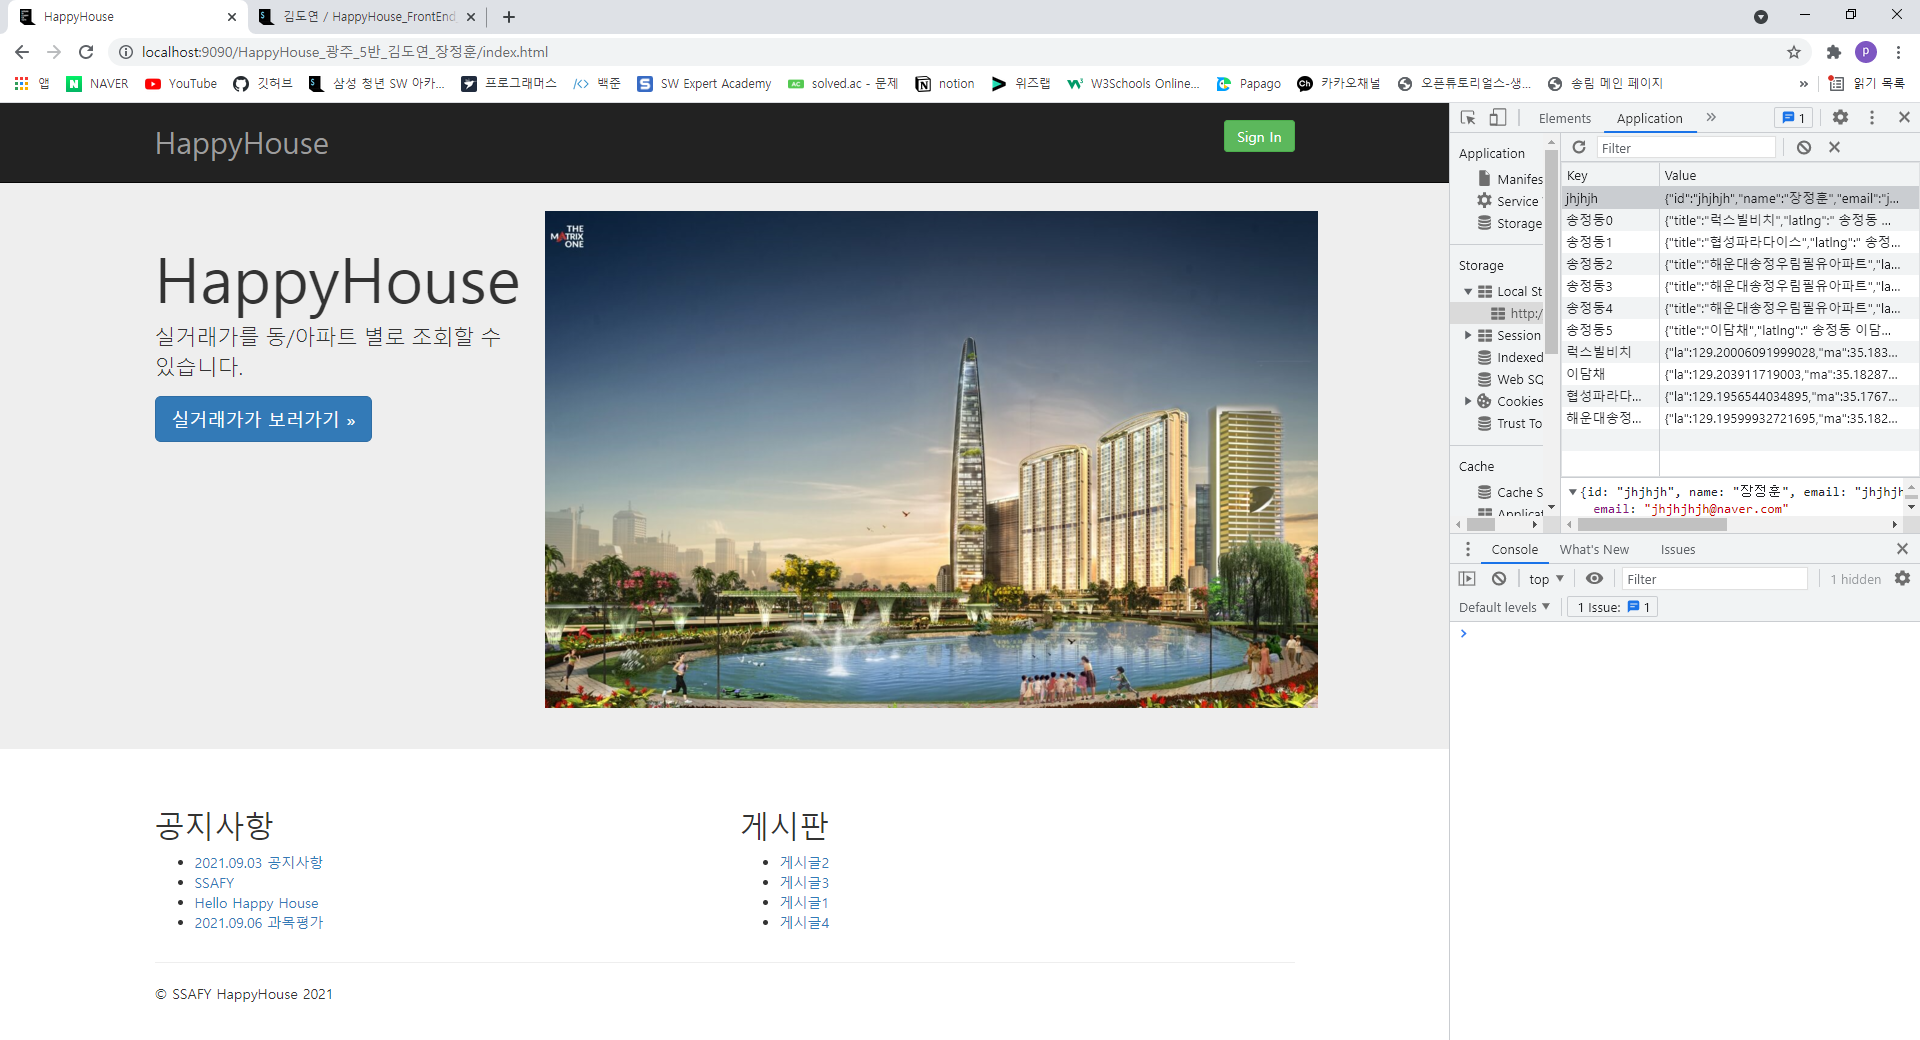 HappyHouse
김도연 / HappyHouse_FrontEnd
localhost:9090/HappyHouse_광주_5반_김도연_장정훈/index.html
P
앱 NAVER YouTube 깃허브 삼성 청년 SW 아카... 프로그래머스 백준 SW Expert Academy solved.ac - 문제 notion 위즈랩 W3Schools Online... Papago 카카오채널 오픈튜토리얼스-생... 송림 메인 페이지 » 읽기 목록
HappyHouse
Sign In
THE
MATRIX
ONE
HappyHouse
실거래가를 동/아파트 별로 조회할 수
있습니다.
실거래가가 보러가기 »
공지사항
2021.09.03 공지사항
SSAFY
Hello Happy House
2021.09.06 과목평가
게시판
게시글2
게시글3
게시글1
게시글4
© SSAFY HappyHouse 2021
Elements Application » 1
Application
Manifes
Service
Storage
Storage
Local St
http:/
Session
Indexed
Web SQ
Cookies
Trust To
Cache
Cache S
Applicat
Filter
Key Value
jhjhjh {"id":"jhjhjh","name":"장정훈","email":"j...
송정동0 {"title":"럭스빌비치","latlng":" 송정동 ...
송정동1 {"title":"협성파라다이스","latlng":" 송정...
송정동2 {"title":"해운대송정우림필유아파트","la...
송정동3 {"title":"해운대송정우림필유아파트","la...
송정동4 {"title":"해운대송정우림필유아파트","la...
송정동5 {"title":"이담채","latlng":" 송정동 이담...
럭스빌비치 {"la":129.20006091999028,"ma":35.183...
이담채 {"la":129.203911719003,"ma":35.18287...
협성파라다... {"la":129.1956544034895,"ma":35.1767...
해운대송정... {"la":129.19599932721695,"ma":35.182...
{id: "jhjhjh", name: "장정훈", email: "jhjhjh
email: "jhjhjhjh@naver.com"
Console What's New Issues
top Filter 1 hidden
Default levels 1 Issue: 1